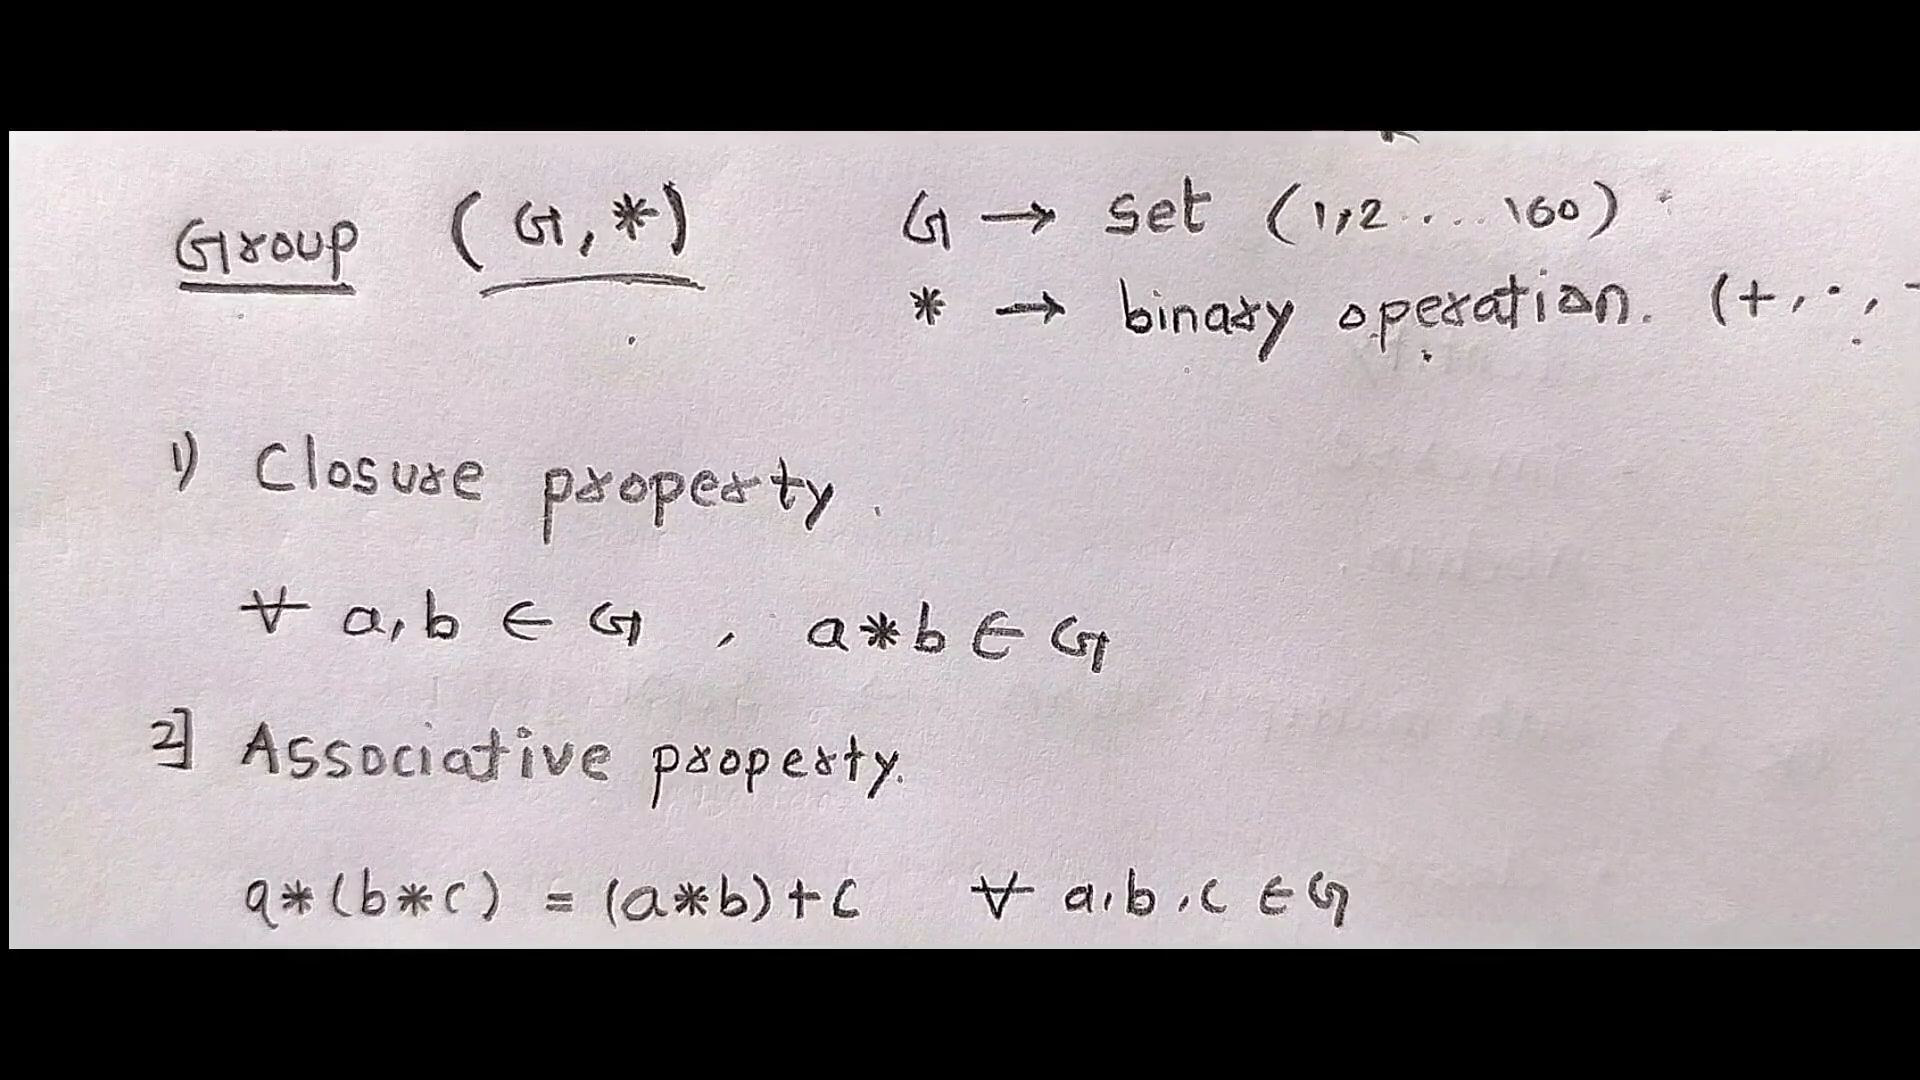 Group (G,*) G → set (1,2.... 160)
* → binary operation. (+, ·,
1) Closure property.
∀ a,b ∈ G , a*b ∈ G
2] Associative property.
a*(b*c) = (a*b)+c ∀ a,b,c ∈ G